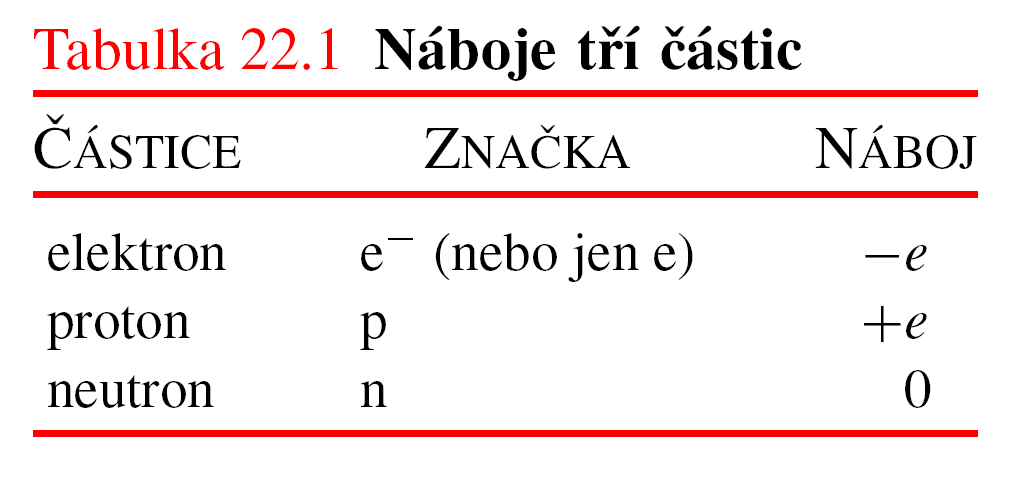 Tabulka 22.1 Náboje tří částic
ČÁSTICE ZNAČKA NÁBOJ
elektron e⁻ (nebo jen e) −e
proton p +e
neutron n 0